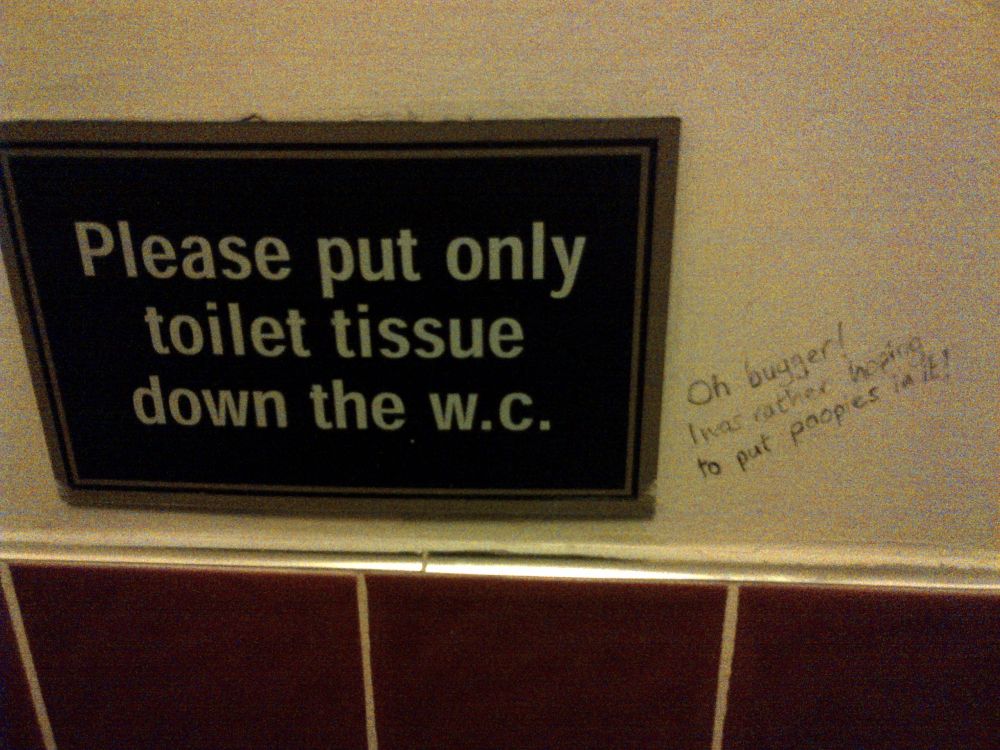 Please put only
toilet tissue
down the w.c.
Oh bugger!
I was rather hoping
to put poopies in it!